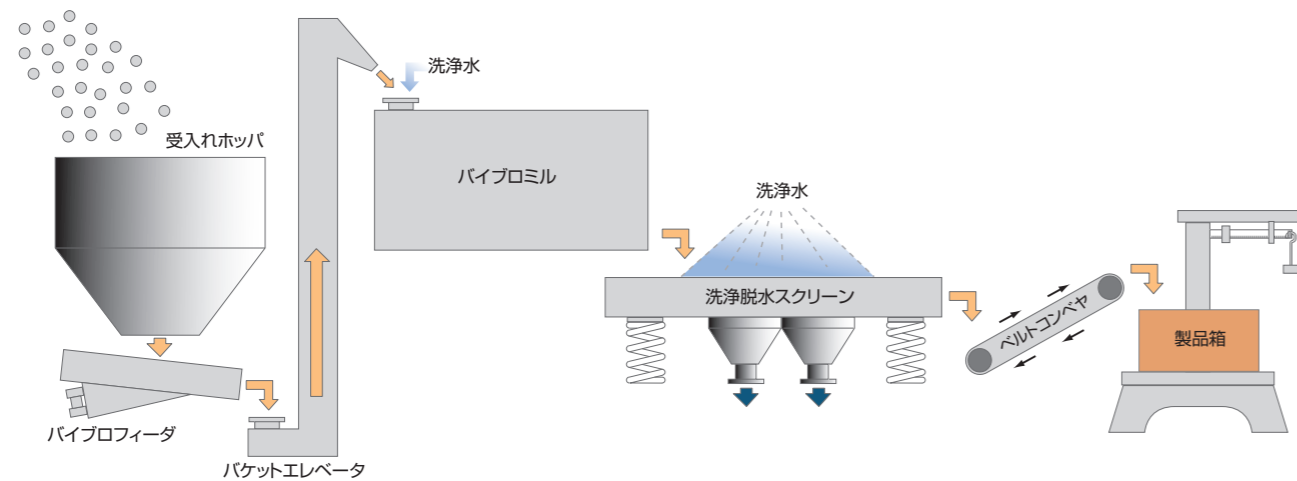 洗浄水
受入れホッパ
バイブロミル
洗浄水
洗浄脱水スクリーン
ベルトコンベヤ
製品箱
バイブロフィーダ
バケットエレベータ